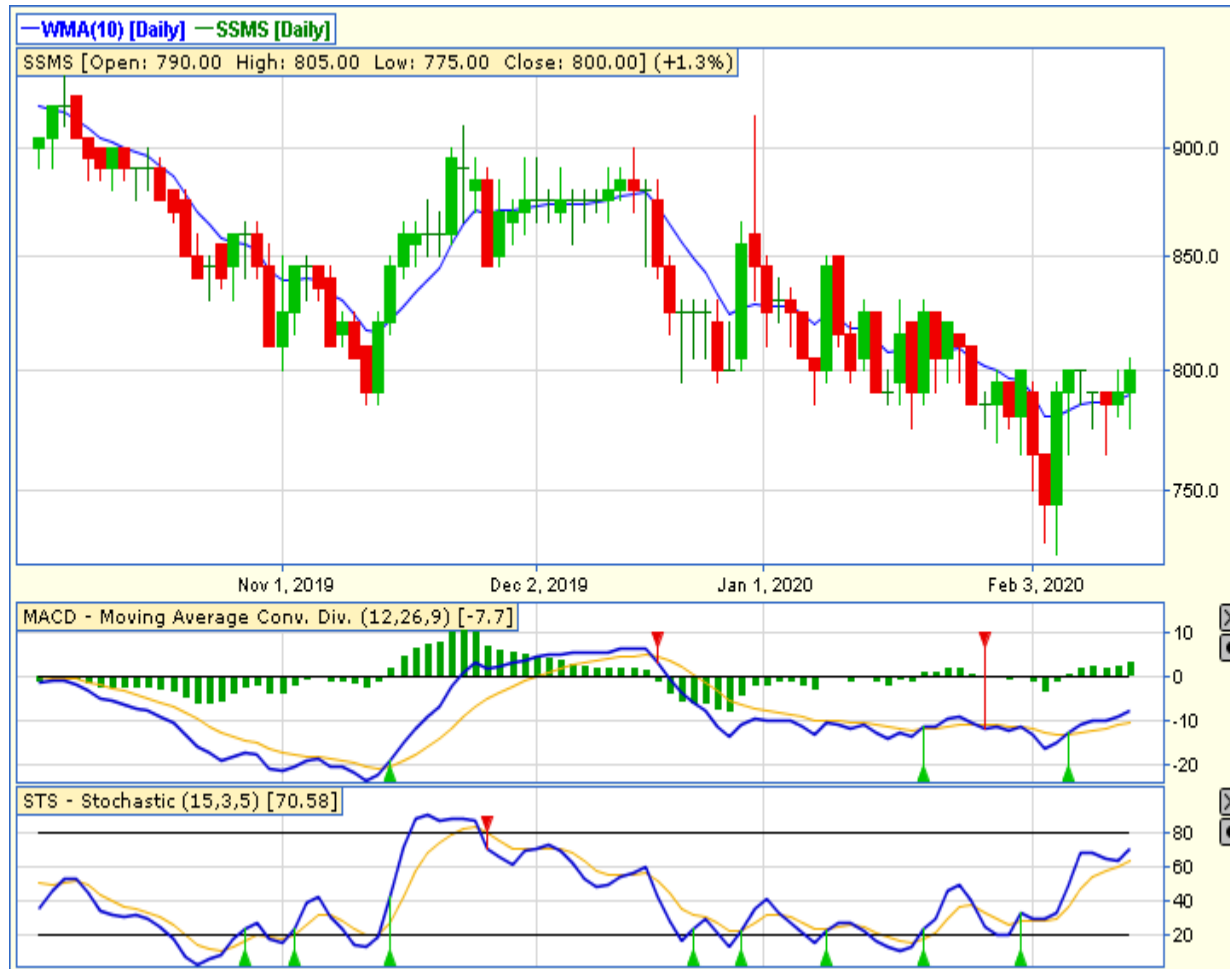 WMA(10) [Daily] SSMS [Daily]
SSMS [Open: 790.00 High: 805.00 Low: 775.00 Close: 800.00] (+1.3%)
900.0
850.0
800.0
750.0
Nov 1, 2019 Dec 2, 2019 Jan 1, 2020 Feb 3, 2020
MACD - Moving Average Conv. Div. (12,26,9) [-7.7]
10
0
-10
-20
STS - Stochastic (15,3,5) [70.58]
80
60
40
20